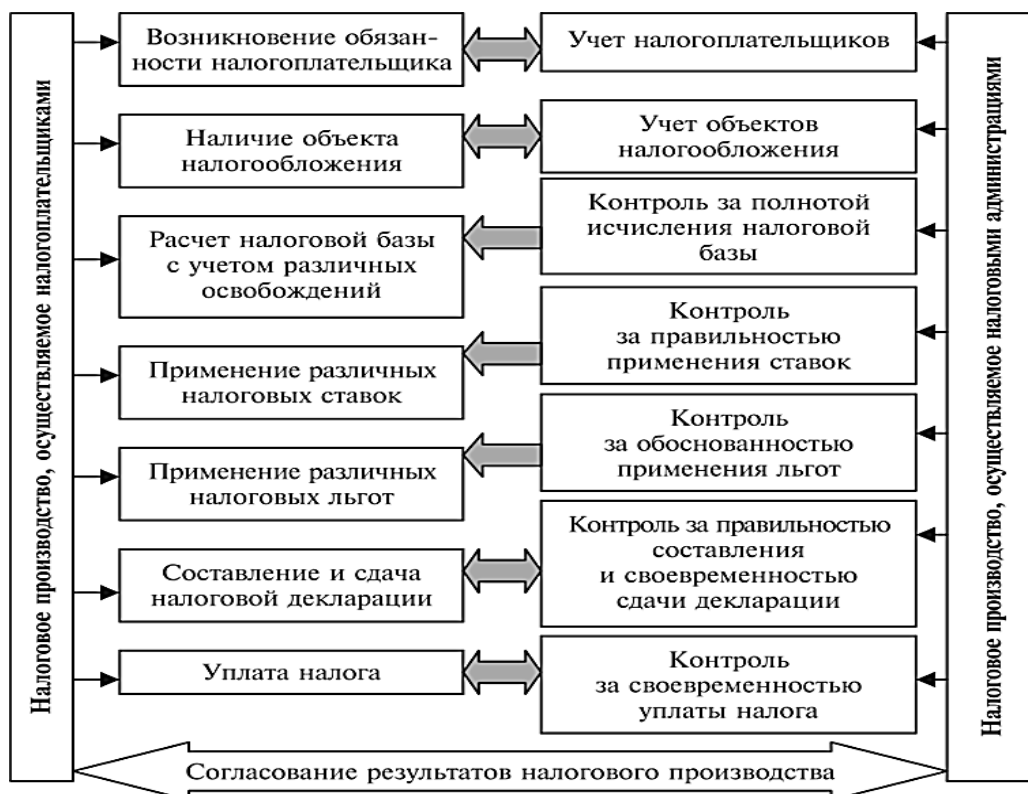 Налоговое производство, осуществляемое налогоплательщиками
Возникновение обязан-
ности налогоплательщика
Учет налогоплательщиков
Наличие объекта
налогообложения
Учет объектов
налогообложения
Расчет налоговой базы
с учетом различных
освобождений
Контроль за полнотой
исчисления налоговой
базы
Применение различных
налоговых ставок
Контроль
за правильностью
применения ставок
Применение различных
налоговых льгот
Контроль
за обоснованностью
применения льгот
Составление и сдача
налоговой декларации
Контроль за правильностью
составления
и своевременностью
сдачи декларации
Уплата налога
Контроль
за своевременностью
уплаты налога
Налоговое производство, осуществляемое налоговыми администрациями
Согласование результатов налогового производства